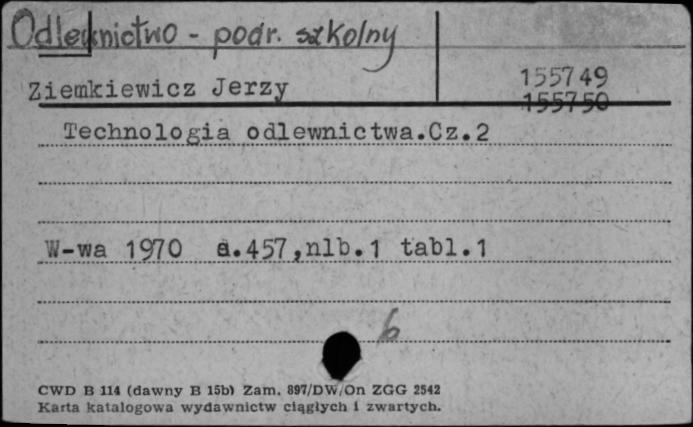 Odlewnictwo - podr. szkolny
155749
Ziemkiewicz Jerzy
155750
Technologia odlewnictwa.Cz.2
W-wa 1970 s.457,nlb.1 tabl.1
6
CWD B 114 (dawny B 15b) Zam. 897/DW/On ZGG 2542
Karta katalogowa wydawnictw ciągłych i zwartych.